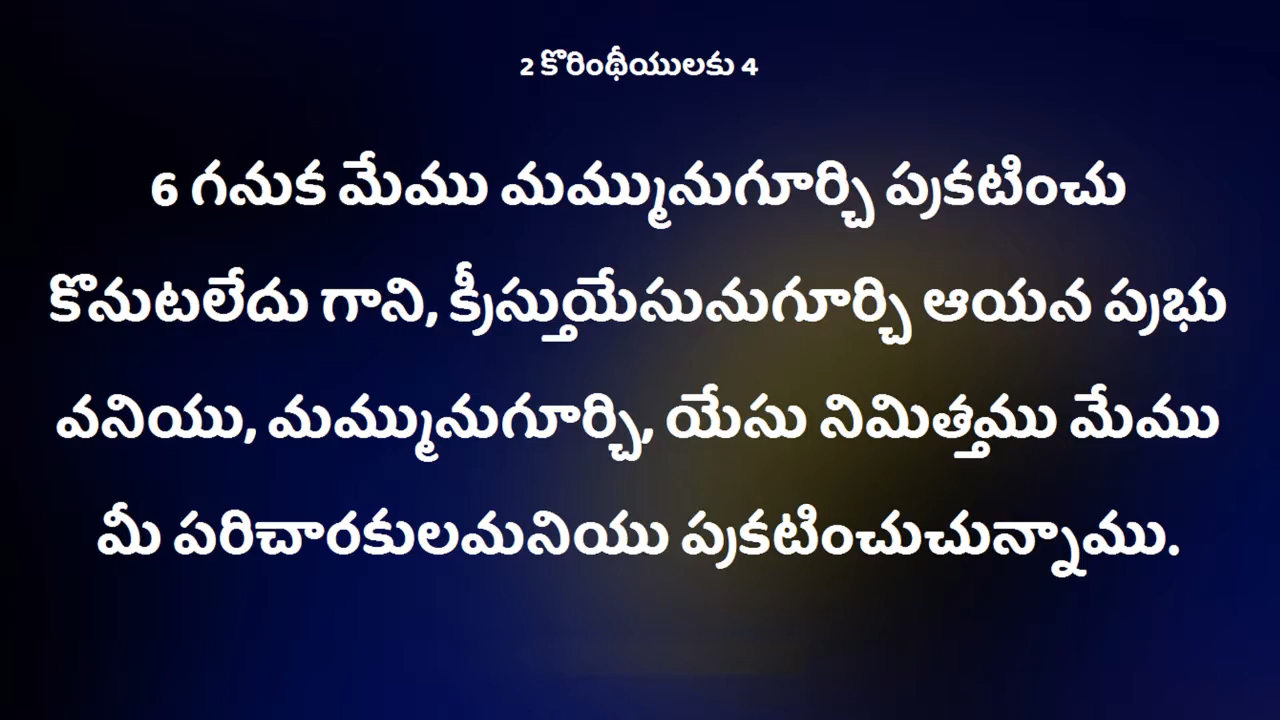 2 కొరింథీయులకు 4
6 గనుక మేము మమ్మునుగూర్చి ప్రకటించు
కొనుటలేదు గాని, క్రీస్తుయేసునుగూర్చి ఆయన ప్రభు
వనియు, మమ్మునుగూర్చి, యేసు నిమిత్తము మేము
మీ పరిచారకులమనియు ప్రకటించుచున్నాము.